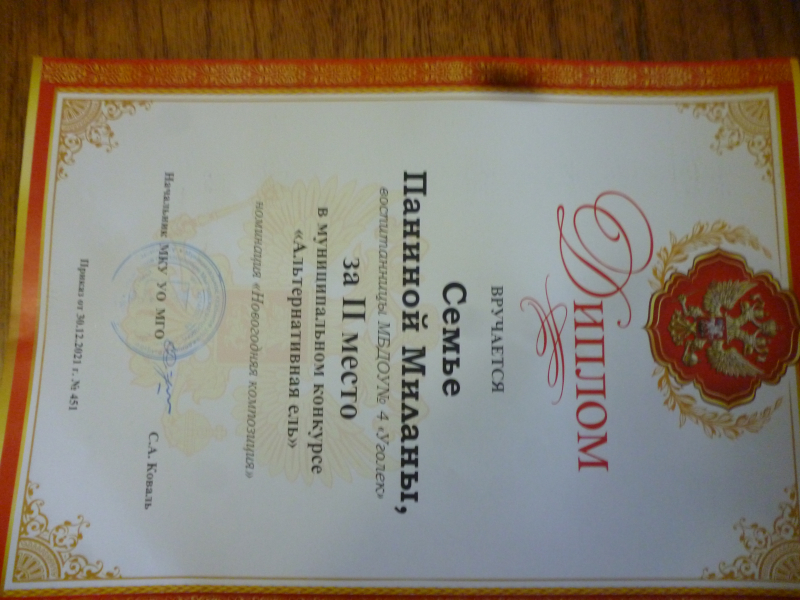 ДИПЛОМ
ВРУЧАЕТСЯ
Семье
Паниной Миланы,
воспитанницы МБДОУ№ 4 «Уголек»
за II место
в муниципальном конкурсе
«Альтернативная ель»
номинация «Новогодняя композиция»
Начальник МКУ УО МГО С.А. Коваль
Приказ от 30.12.2021 г. № 451